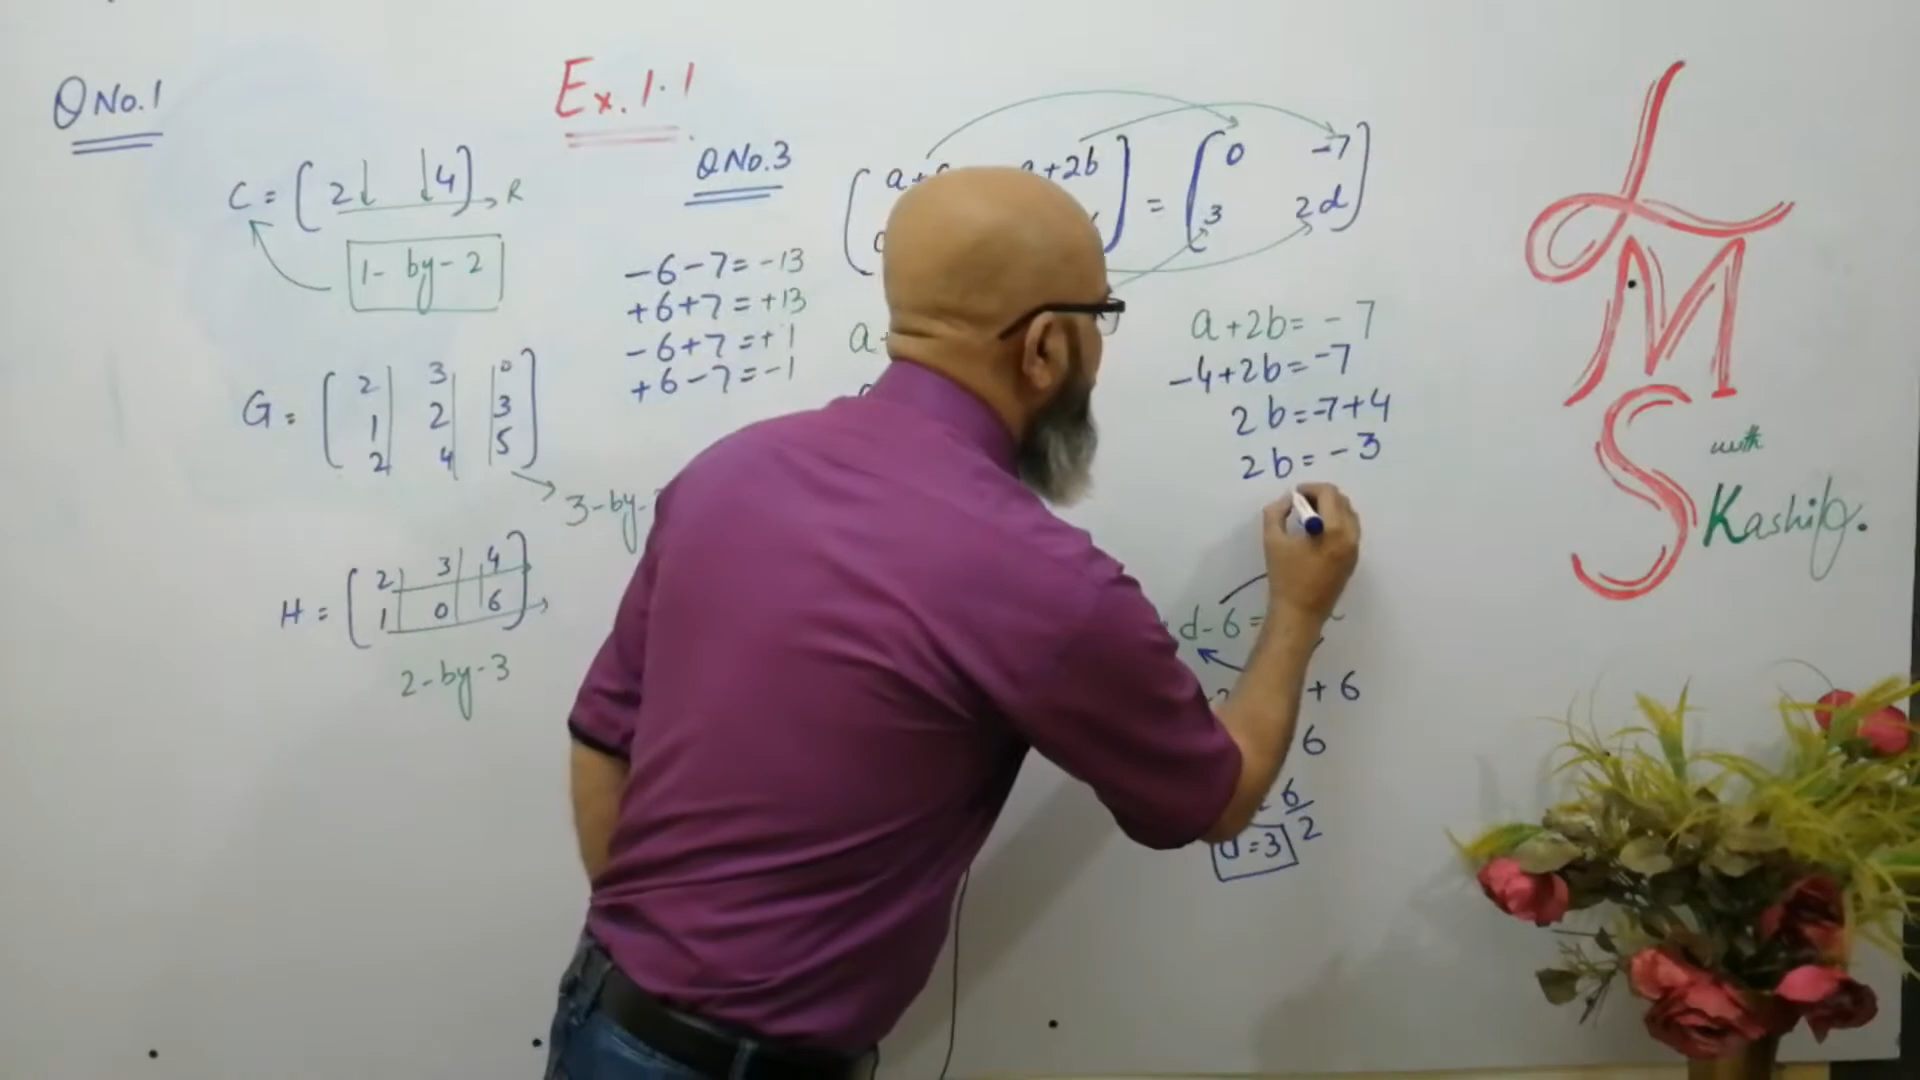 Q No.1
Ex. 1.1
C = [2 4] → R
1- by - 2
G = [2 3 0
1 2 3
2 4 5]
3-by-
H = [2 3 4
1 0 6]
2-by-3
Q No.3
-6-7= -13
+6+7 = +13
-6+7 = +1
+6-7 = -1
a+ a+2b = 0 -7
3 2d
a+
a+2b= -7
-4+2b=-7
2b=-7+4
2b= -3
d-6=
+ 6
6
6/2
d=3
LMS
with
Kashif.